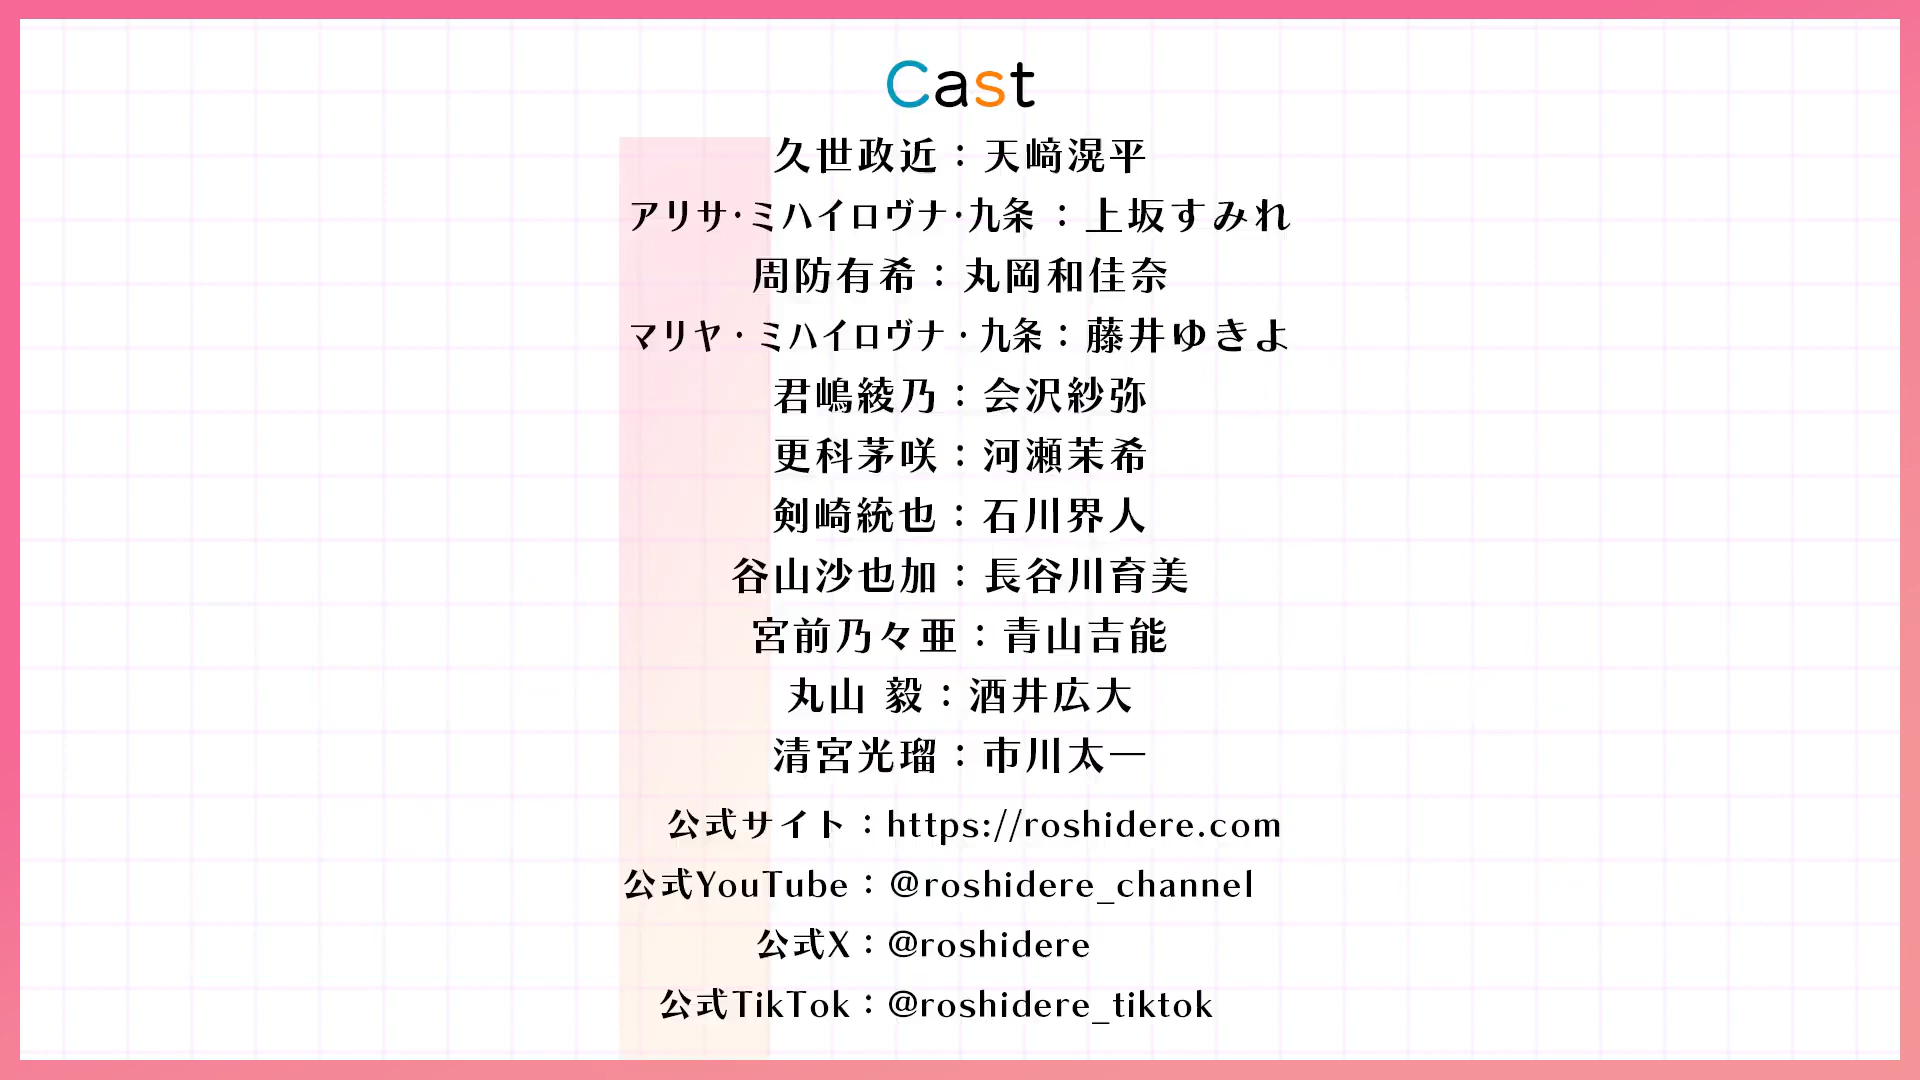 Cast
久世政近：天﨑滉平
アリサ・ミハイロヴナ・九条：上坂すみれ
周防有希：丸岡和佳奈
マリヤ・ミハイロヴナ・九条：藤井ゆきよ
君嶋綾乃：会沢紗弥
更科茅咲：河瀬茉希
剣崎統也：石川界人
谷山沙也加：長谷川育美
宮前乃々亜：青山吉能
丸山 毅：酒井広大
清宮光瑠：市川太一
公式サイト：https://roshidere.com
公式YouTube：@roshidere_channel
公式X：@roshidere
公式TikTok：@roshidere_tiktok